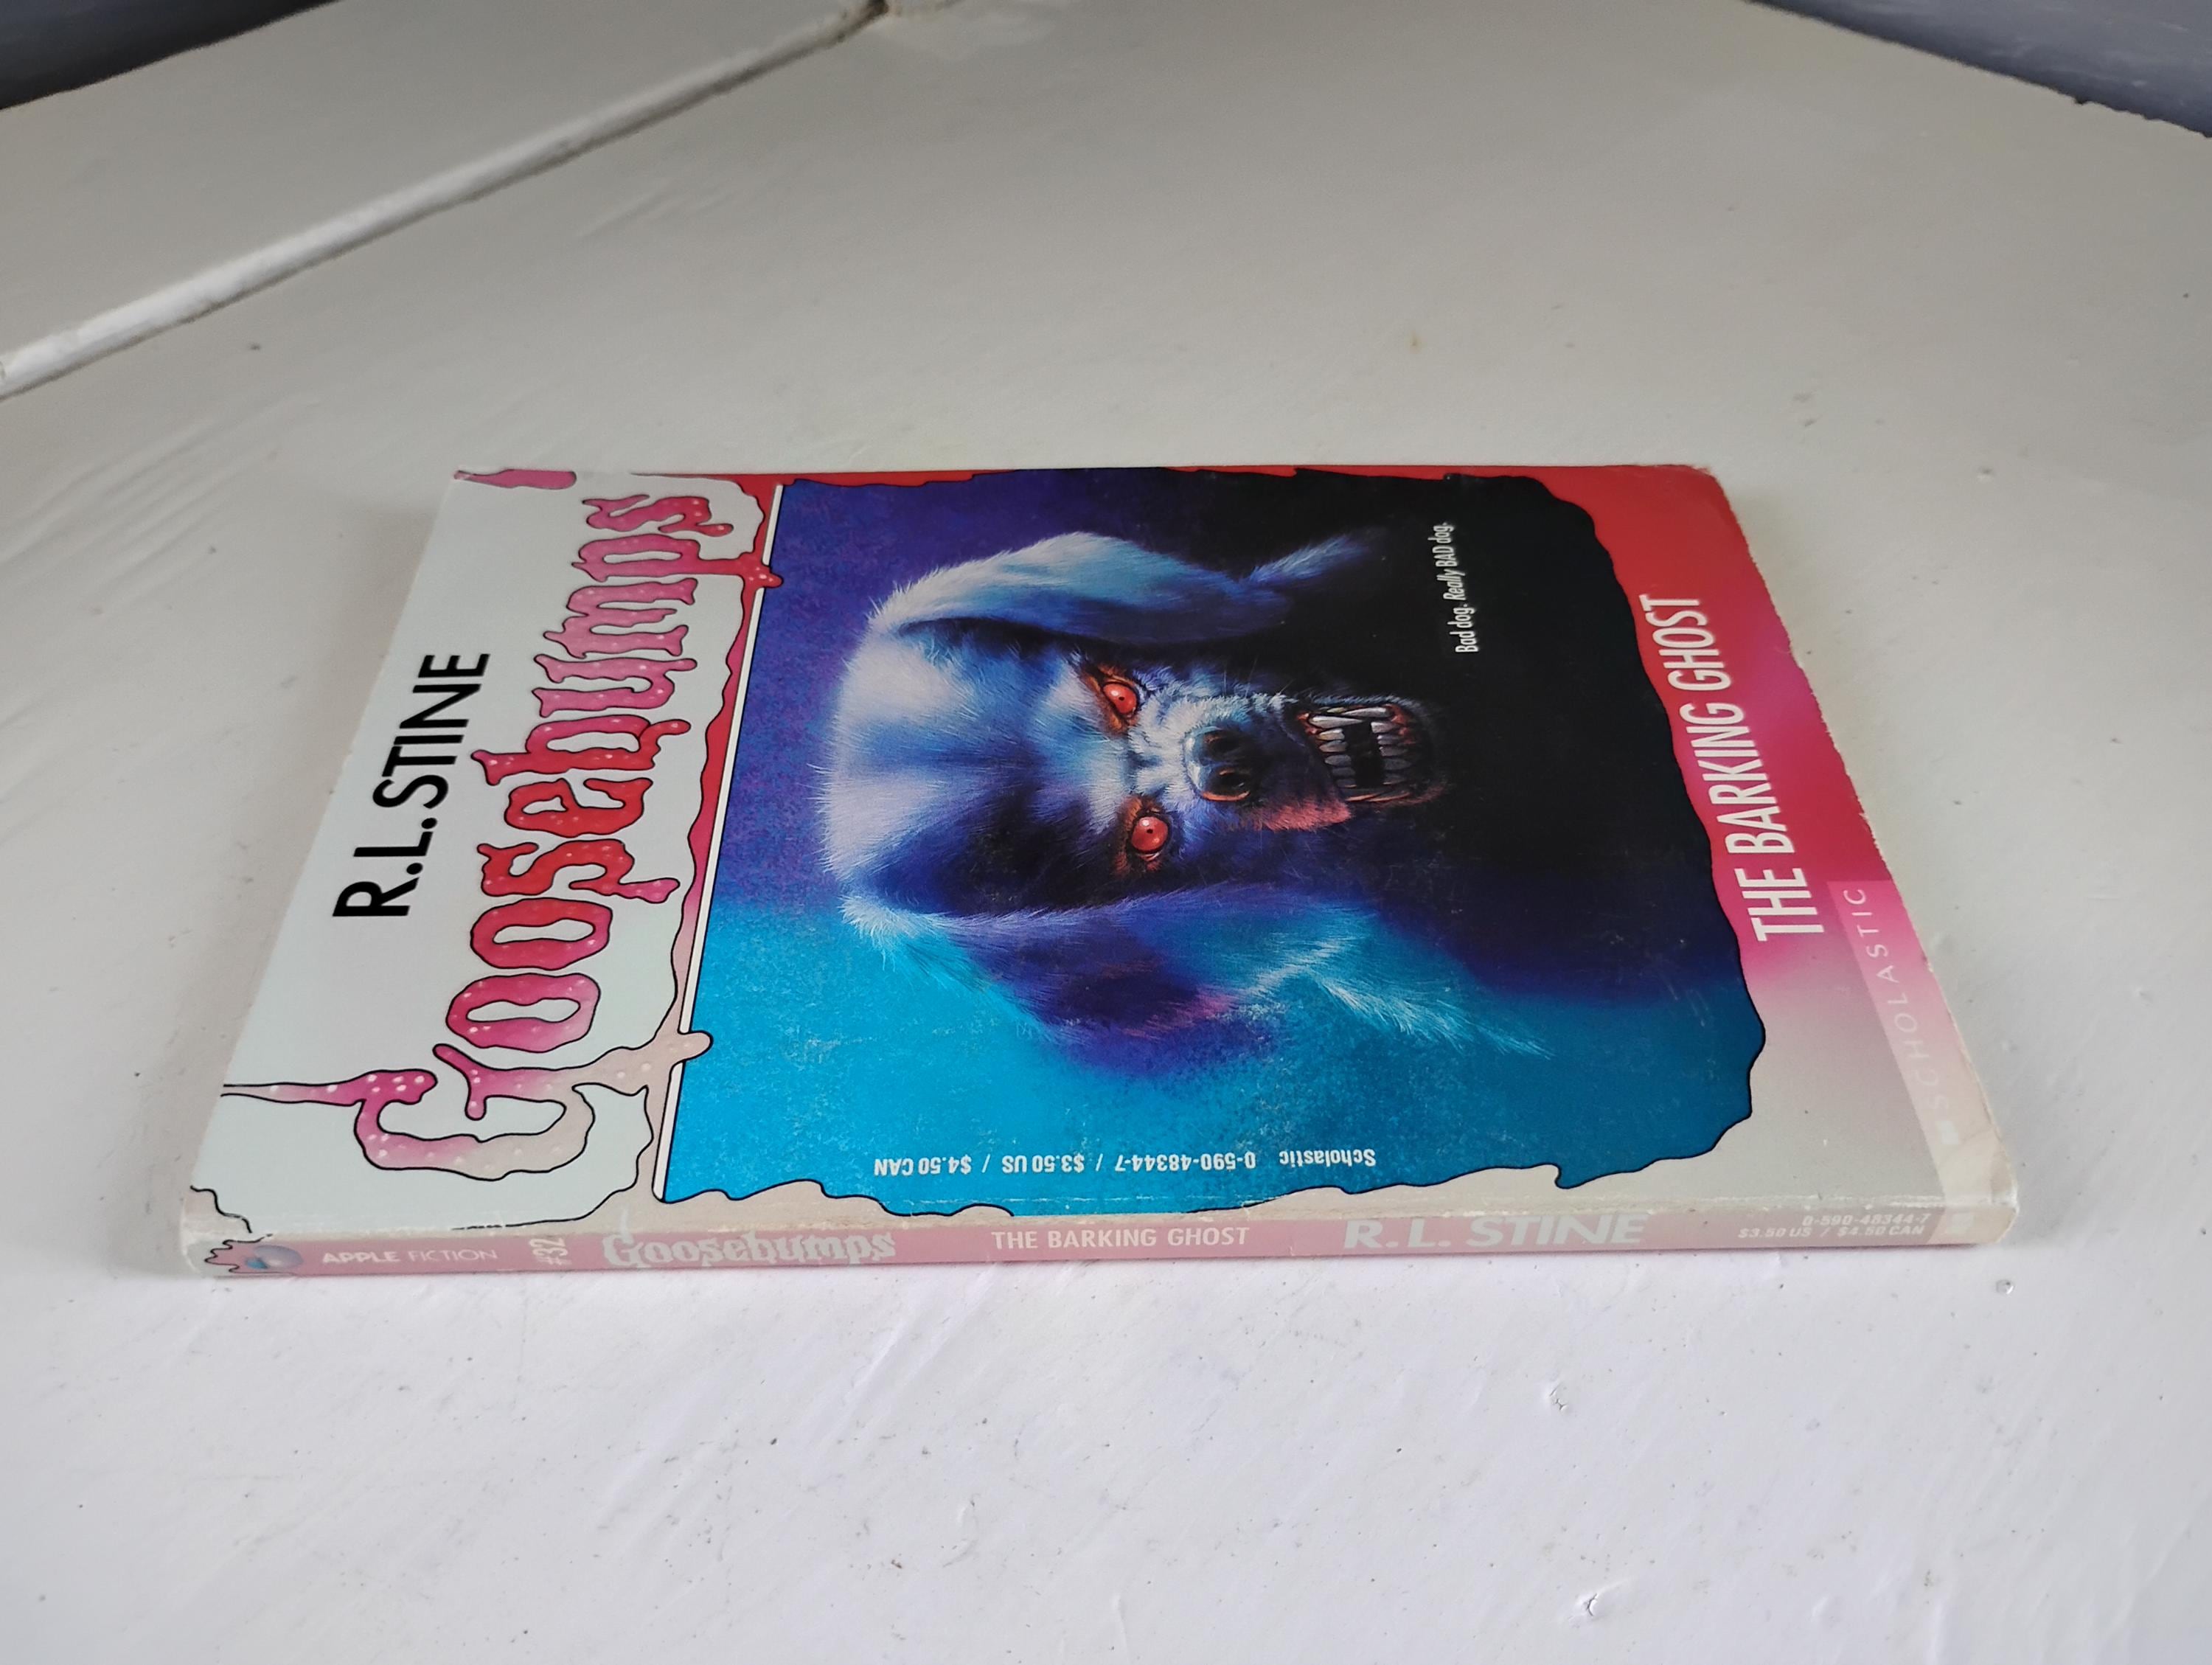 R.L.STINE
Goosebumps
Bad dog. Really BAD dog.
THE BARKING GHOST
SCHOLASTIC
Scholastic 0-590-48344-7 / $3.50 US / $4.50 CAN
APPLE FICTION #32 Goosebumps THE BARKING GHOST R.L. STINE 0-590-48344-7
$3.50 US / $4.50 CAN